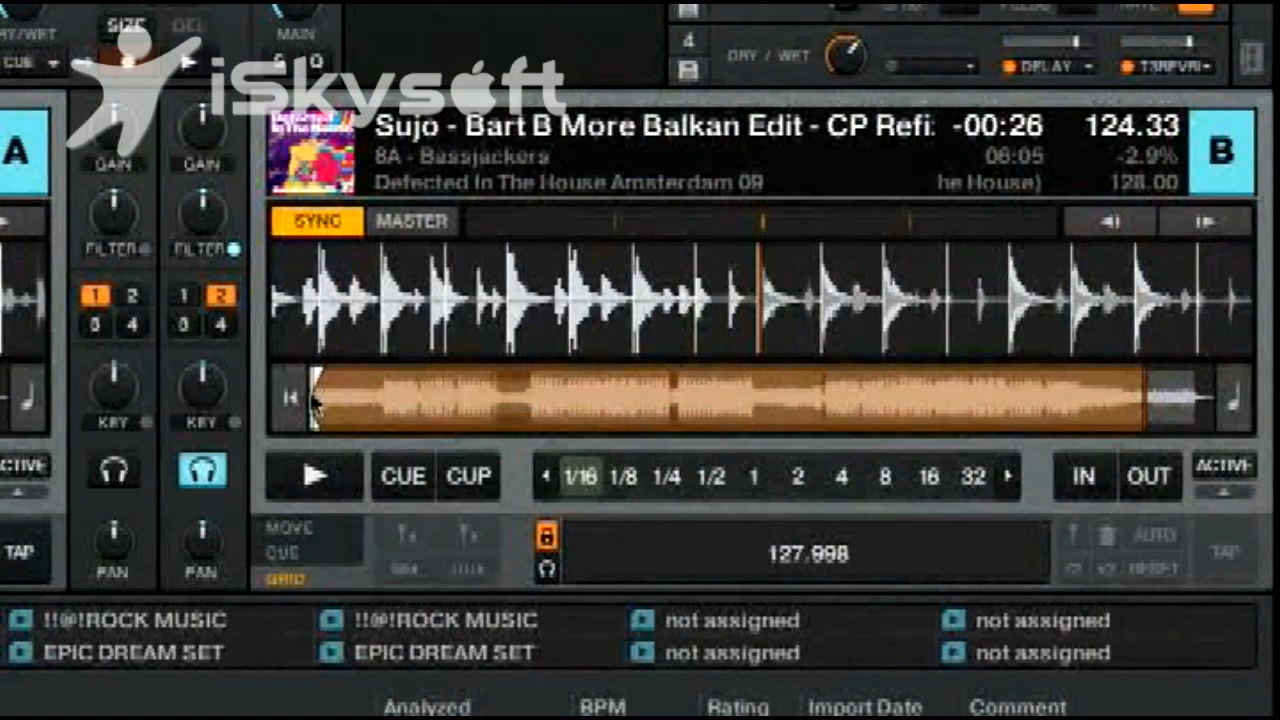 SIZE
DEL
MAIN
CUE
S Q
4
DRY / WET
DELAY
T3REVRB
iSkysoft
A
GAIN
GAIN
Sujo - Bart B More Balkan Edit - CP Refi: -00:26 124.33
B
8A - Bassjackers 06:05 -2.9%
Defected In The House Amsterdam 09 he House) 128.00
SYNC
MASTER
FILTER
FILTER
1 2
3 4
1 2
3 4
KEY
KEY
CUE
CUP
1/16 1/8 1/4 1/2 1 2 4 8 16 32
IN
OUT
ACTIVE
MOVE
CUE
GRID
127.998
AUTO
RESET
TAP
TAP
PAN
PAN
!!@!ROCK MUSIC
!!@!ROCK MUSIC
not assigned
not assigned
EPIC DREAM SET
EPIC DREAM SET
not assigned
not assigned
Analyzed
BPM
Rating
Import Date
Comment